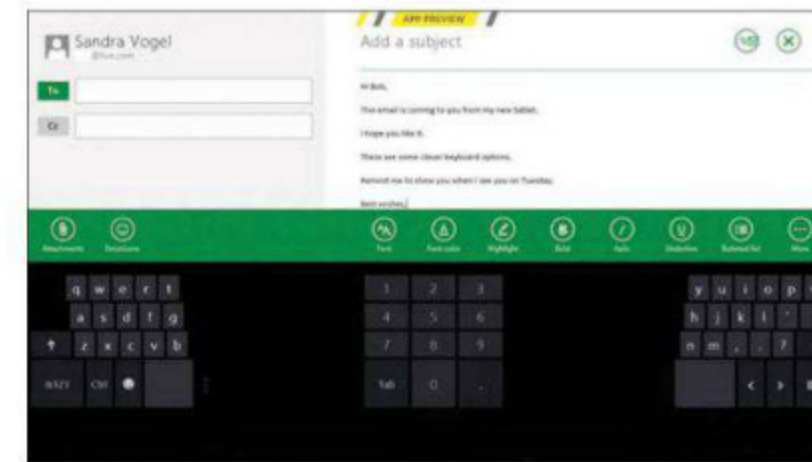 APP PREVIEW
Sandra Vogel
@live.com
Add a subject
To
Cc
Hi Bob,
This email is coming to you from my new tablet.
I hope you like it.
There are some clever keyboard options.
Remind me to show you when I see you on Tuesday.
Best wishes,
Attachments Emoticons Font Font color Highlight Bold Italic Underline Bulleted list More
q w e r t 1 2 3 y u i o p
a s d f g 4 5 6 h j k l '
z x c v b 7 8 9 n m , . ?
&123 Ctrl Tab 0 . < >